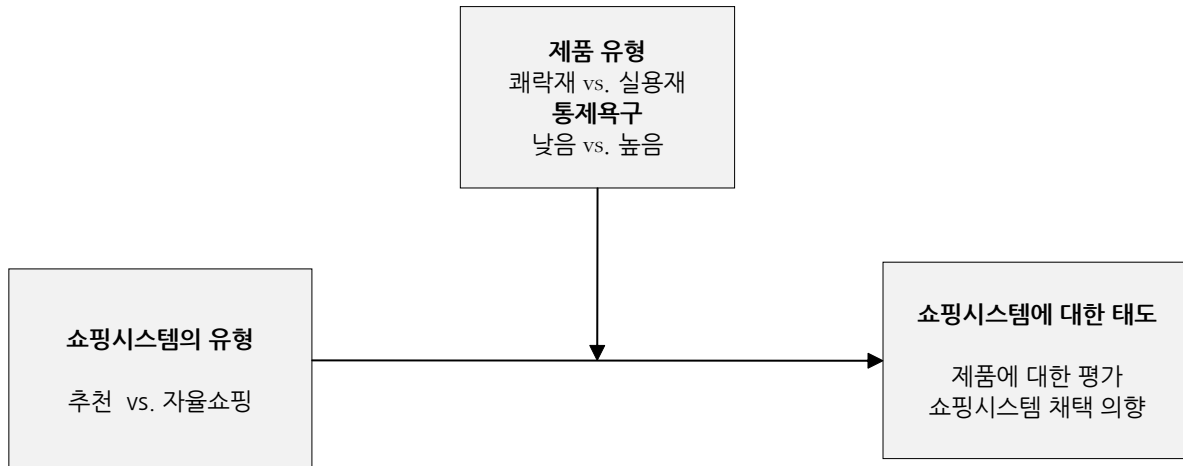 제품 유형
쾌락재 vs. 실용재
통제욕구
낮음 vs. 높음
쇼핑시스템의 유형
추천 vs. 자율쇼핑
쇼핑시스템에 대한 태도
제품에 대한 평가
쇼핑시스템 채택 의향